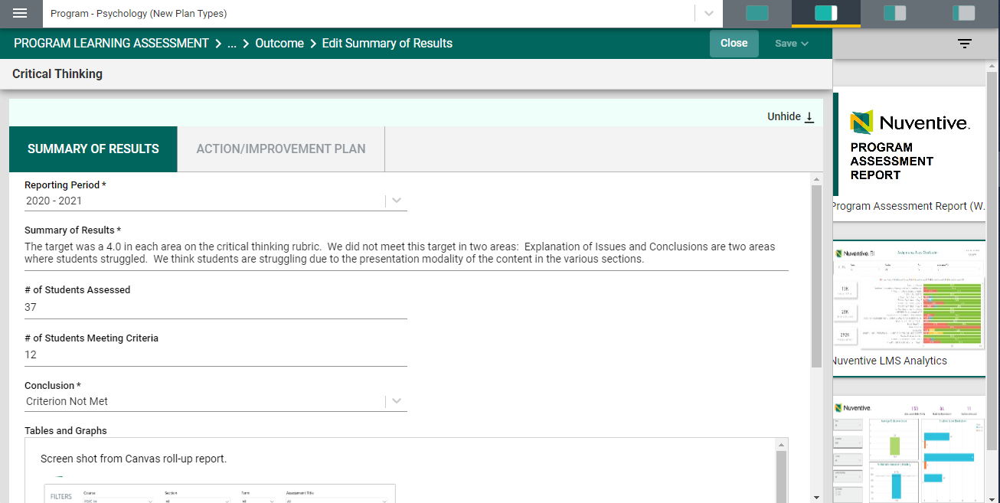 Program - Psychology (New Plan Types)
PROGRAM LEARNING ASSESSMENT > ... > Outcome > Edit Summary of Results
Close
Save
Critical Thinking
Unhide
SUMMARY OF RESULTS
ACTION/IMPROVEMENT PLAN
Reporting Period *
2020 - 2021
Summary of Results *
The target was a 4.0 in each area on the critical thinking rubric.  We did not meet this target in two areas:  Explanation of Issues and Conclusions are two areas
where students struggled.  We think students are struggling due to the presentation modality of the content in the various sections.
# of Students Assessed
37
# of Students Meeting Criteria
12
Conclusion *
Criterion Not Met
Tables and Graphs
Screen shot from Canvas roll-up report.
FILTERS
Course
Section
Term
Assessment Title
All
All
All
Nuventive.
PROGRAM
ASSESSMENT
REPORT
Program Assessment Report (W...
Nuventive BI
Nuventive LMS Analytics
Nuventive.